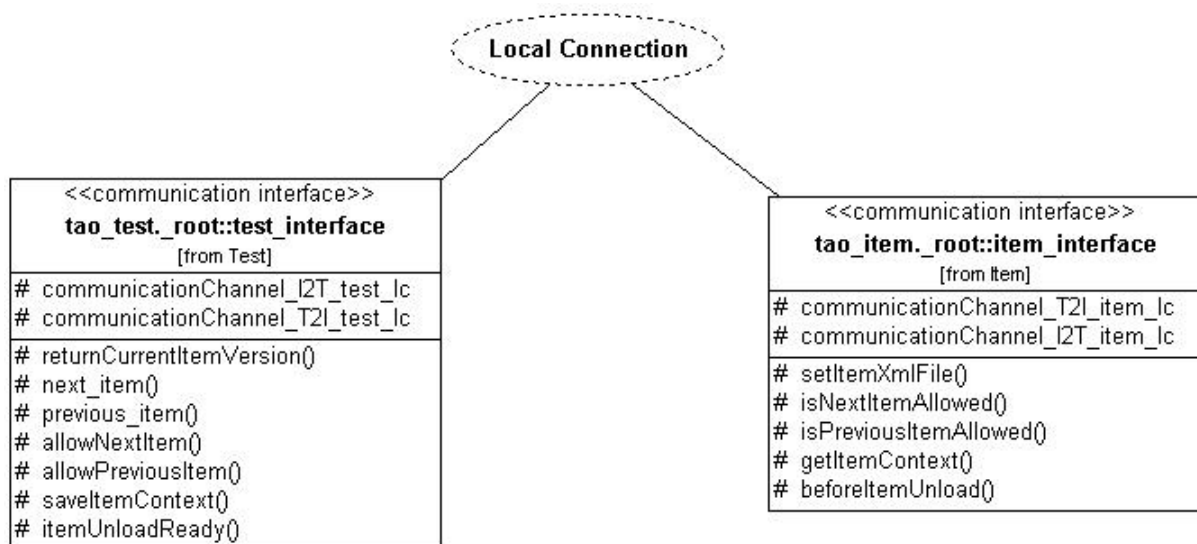 Local Connection
<<communication interface>>
tao_test._root::test_interface
[from Test]
# communicationChannel_I2T_test_lc
# communicationChannel_T2I_test_lc
# returnCurrentItemVersion()
# next_item()
# previous_item()
# allowNextItem()
# allowPreviousItem()
# saveItemContext()
# itemUnloadReady()
<<communication interface>>
tao_item._root::item_interface
[from Item]
# communicationChannel_T2I_item_lc
# communicationChannel_I2T_item_lc
# setItemXmlFile()
# isNextItemAllowed()
# isPreviousItemAllowed()
# getItemContext()
# beforeItemUnload()